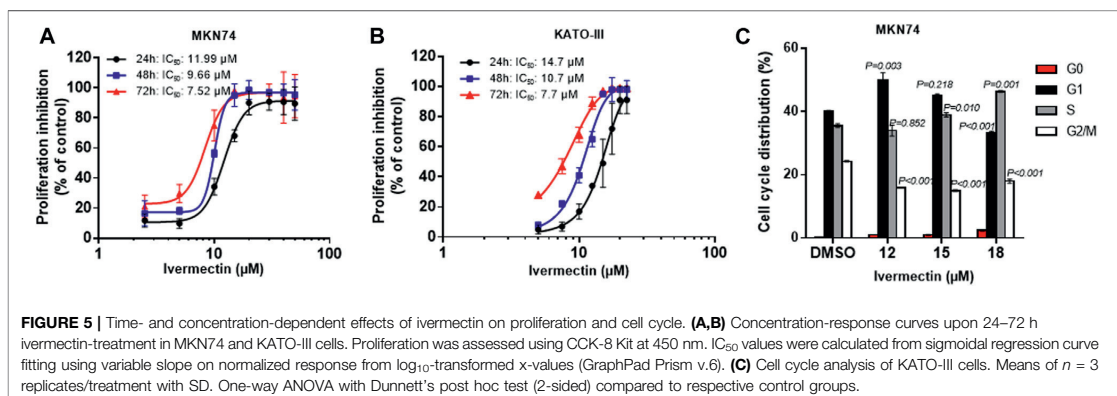 A
MKN74
24h: IC50: 11.99 µM
48h: IC50: 9.66 µM
72h: IC50: 7.52 µM
Proliferation inhibition
(% of control)
120
100
80
60
40
20
0
1
10
100
Ivermectin (µM)
B
KATO-III
24h: IC50: 14.7 µM
48h: IC50: 10.7 µM
72h: IC50: 7.7 µM
Proliferation inhibition
(% of control)
120
100
80
60
40
20
0
1
10
100
Ivermectin (µM)
C
MKN74
Cell cycle distribution (%)
60
40
20
0
P=0.003
P=0.852
P<0.001
P=0.218
P=0.010
P<0.001
P<0.001
P=0.001
P<0.001
DMSO
12
15
18
Ivermectin (µM)
G0
G1
S
G2/M
FIGURE 5 | Time- and concentration-dependent effects of ivermectin on proliferation and cell cycle. (A,B) Concentration-response curves upon 24–72 h
ivermectin-treatment in MKN74 and KATO-III cells. Proliferation was assessed using CCK-8 Kit at 450 nm. IC50 values were calculated from sigmoidal regression curve
fitting using variable slope on normalized response from log10-transformed x-values (GraphPad Prism v.6). (C) Cell cycle analysis of KATO-III cells. Means of n = 3
replicates/treatment with SD. One-way ANOVA with Dunnett's post hoc test (2-sided) compared to respective control groups.